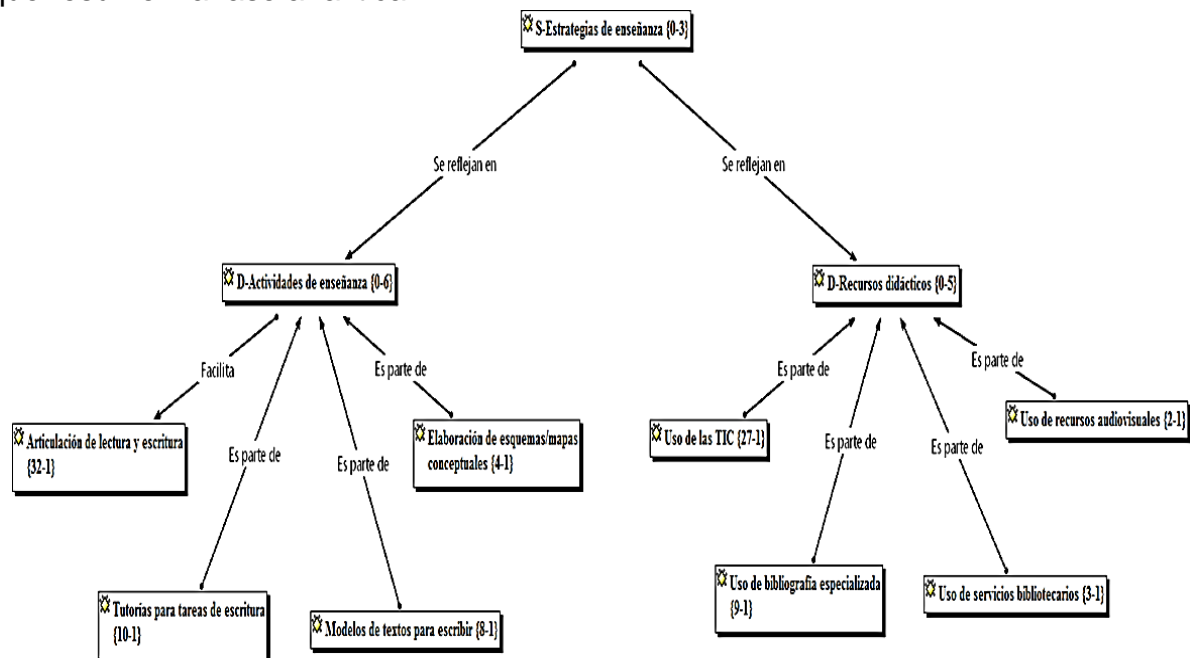 S-Estrategias de enseñanza {0-3}
Se reflejan en
Se reflejan en
D-Actividades de enseñanza {0-6}
D-Recursos didácticos {0-5}
Facilita
Es parte de
Es parte de
Es parte de
Articulación de lectura y escritura
{32-1}
Elaboración de esquemas/mapas
conceptuales {4-1}
Uso de las TIC {27-1}
Uso de recursos audiovisuales {2-1}
Es parte de
Es parte de
Es parte de
Es parte de
Tutorias para tareas de escritura
{10-1}
Modelos de textos para escribir {8-1}
Uso de bibliografía especializada
{9-1}
Uso de servicios bibliotecarios {3-1}